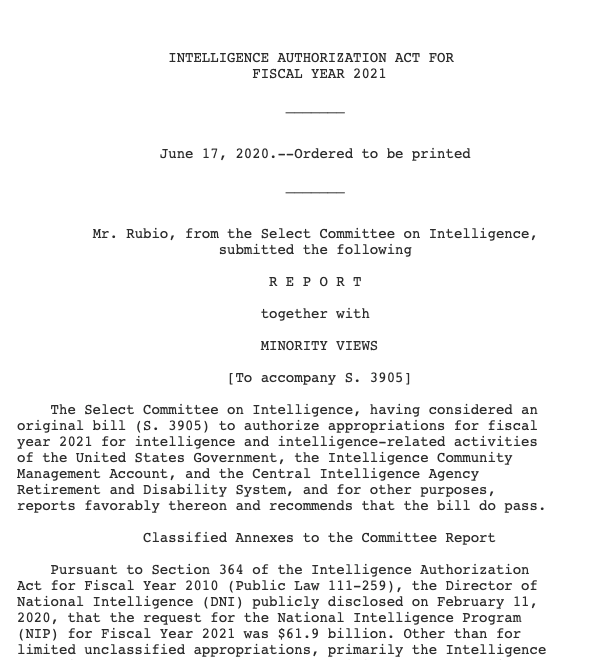 INTELLIGENCE AUTHORIZATION ACT FOR
FISCAL YEAR 2021
_______
June 17, 2020.--Ordered to be printed
_______
Mr. Rubio, from the Select Committee on Intelligence,
submitted the following
R E P O R T
together with
MINORITY VIEWS
[To accompany S. 3905]
The Select Committee on Intelligence, having considered an
original bill (S. 3905) to authorize appropriations for fiscal
year 2021 for intelligence and intelligence-related activities
of the United States Government, the Intelligence Community
Management Account, and the Central Intelligence Agency
Retirement and Disability System, and for other purposes,
reports favorably thereon and recommends that the bill do pass.
Classified Annexes to the Committee Report
Pursuant to Section 364 of the Intelligence Authorization
Act for Fiscal Year 2010 (Public Law 111-259), the Director of
National Intelligence (DNI) publicly disclosed on February 11,
2020, that the request for the National Intelligence Program
(NIP) for Fiscal Year 2021 was $61.9 billion. Other than for
limited unclassified appropriations, primarily the Intelligence